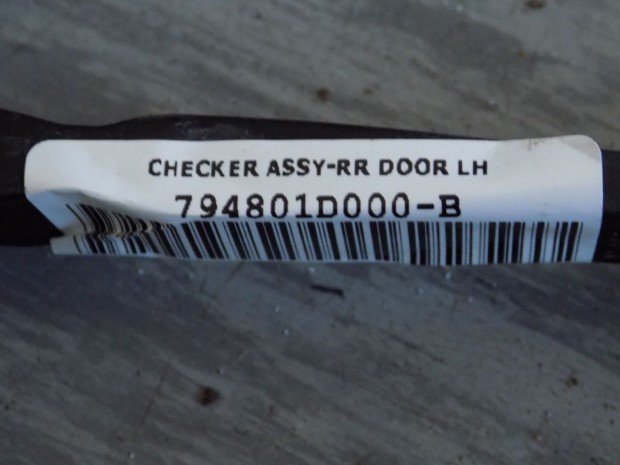 CHECKER ASSY-RR DOOR LH
794801D000-B